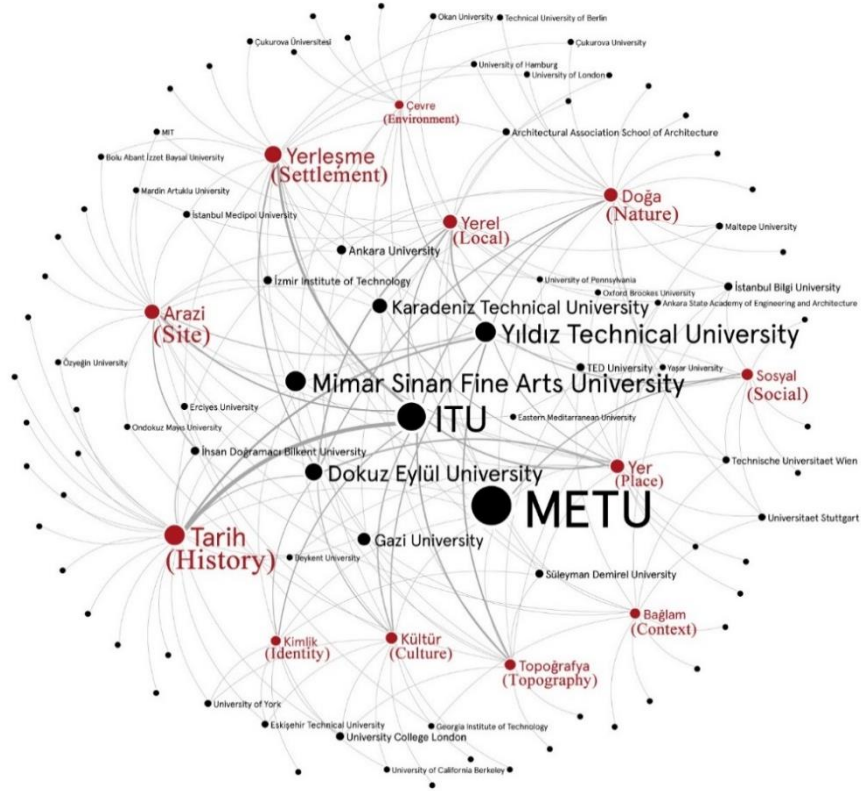 Okan University
Technical University of Berlin
Çukurova Üniversitesi
Çukurova University
University of Hamburg
University of London
Çevre
(Environment)
MIT
Architectural Association School of Architecture
Bolu Abant İzzet Baysal University
Yerleşme
(Settlement)
Mardin Artuklu University
Doğa
(Nature)
İstanbul Medipol University
Yerel
(Local)
Maltepe University
Ankara University
İzmir Institute of Technology
University of Pennsylvania
İstanbul Bilgi University
Oxford Brookes University
Ankara State Academy of Engineering and Architecture
Karadeniz Technical University
Arazi
(Site)
Yıldız Technical University
Özyeğin University
TED University
Yaşar University
Sosyal
(Social)
Mimar Sinan Fine Arts University
Erciyes University
ITU
Eastern Meditarranean University
Ondokuz Mayıs University
İhsan Doğramacı Bilkent University
Technische Universitaet Wien
Dokuz Eylül University
Yer
(Place)
METU
Universitaet Stuttgart
Tarih
(History)
Gazi University
Beykent University
Süleyman Demirel University
Bağlam
(Context)
Kimlik
(Identity)
Kültür
(Culture)
Topoğrafya
(Topography)
University of York
Eskişehir Technical University
Georgia Institute of Technology
University College London
University of California Berkeley